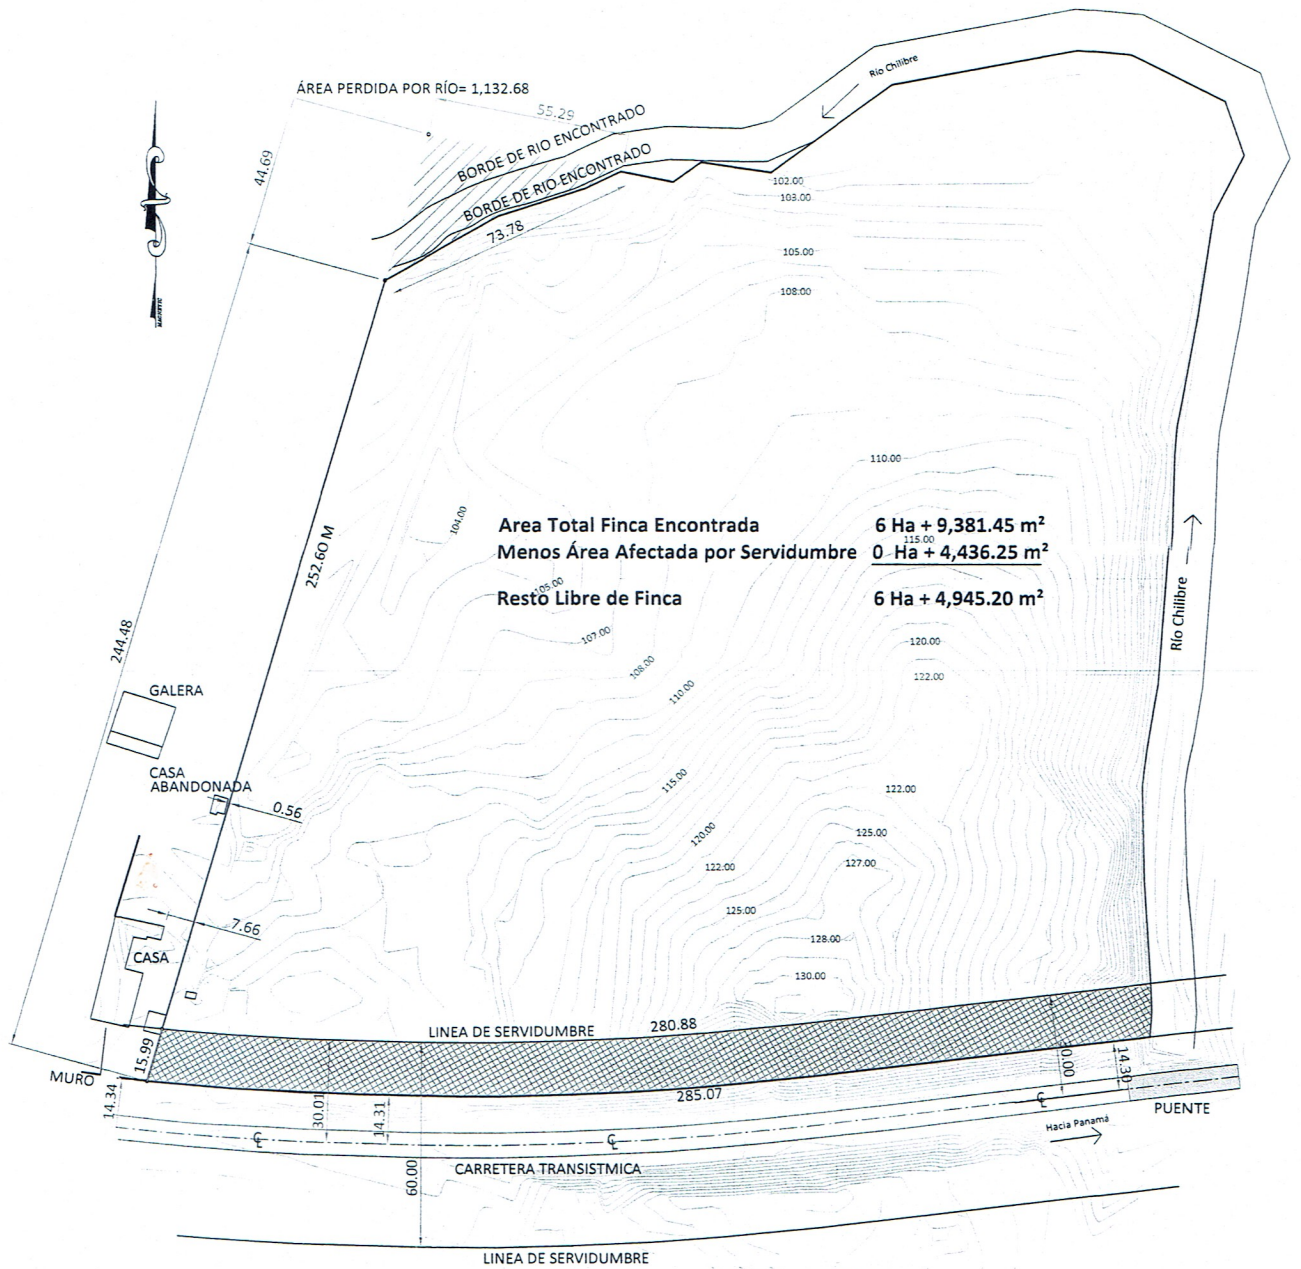 Río Chilibre
ÁREA PERDIDA POR RÍO= 1,132.68
55.29
BORDE DE RIO ENCONTRADO
BORDE DE RIO ENCONTRADO
44.69
73.78
102.00
103.00
105.00
108.00
110.00
104.00
252.60 M
Area Total Finca Encontrada 6 Ha + 9,381.45 m²
115.00
Menos Área Afectada por Servidumbre 0 Ha + 4,436.25 m²
105.00
Resto Libre de Finca 6 Ha + 4,945.20 m²
Río Chilibre
107.00
120.00
108.00
122.00
110.00
244.48
GALERA
CASA
ABANDONADA
0.56
115.00
122.00
120.00
125.00
127.00
122.00
125.00
7.66
128.00
CASA
130.00
LINEA DE SERVIDUMBRE 280.88
15.99
MURO
14.34
30.01
14.31
285.07
14.30
PUENTE
℄
℄
℄
Hacia Panamá
CARRETERA TRANSISTMICA
60.00
LINEA DE SERVIDUMBRE